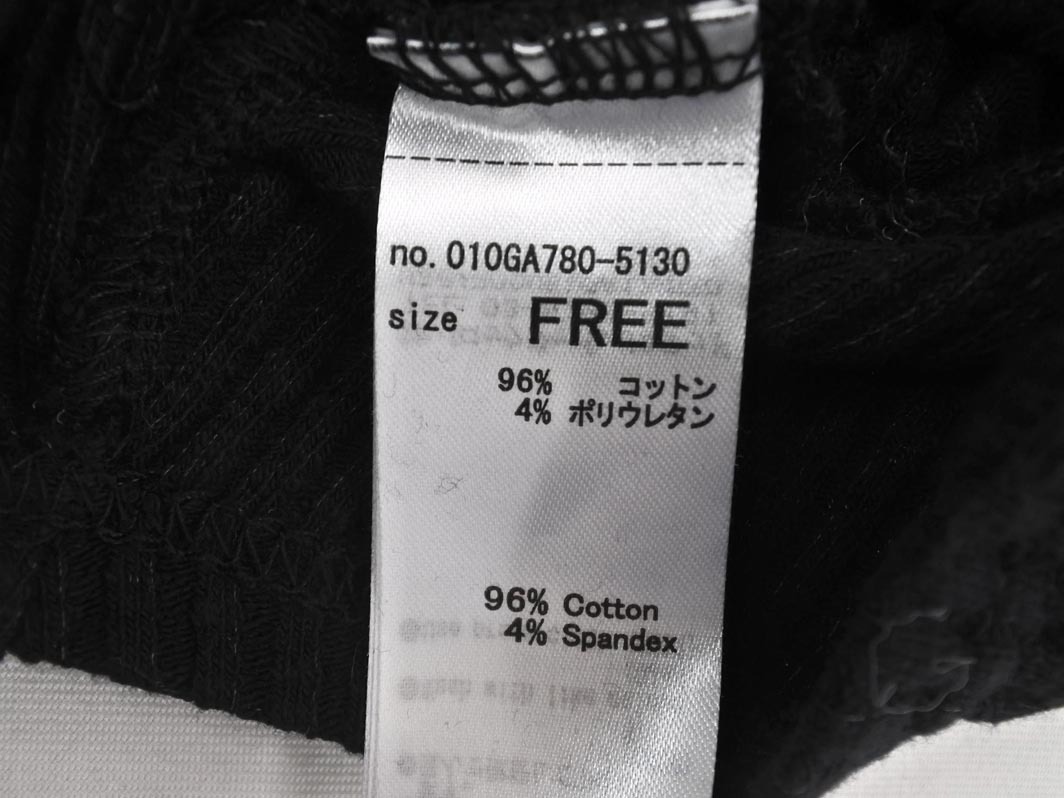 no. 010GA780-5130
size FREE
96% コットン
4% ポリウレタン
96% Cotton
4% Spandex